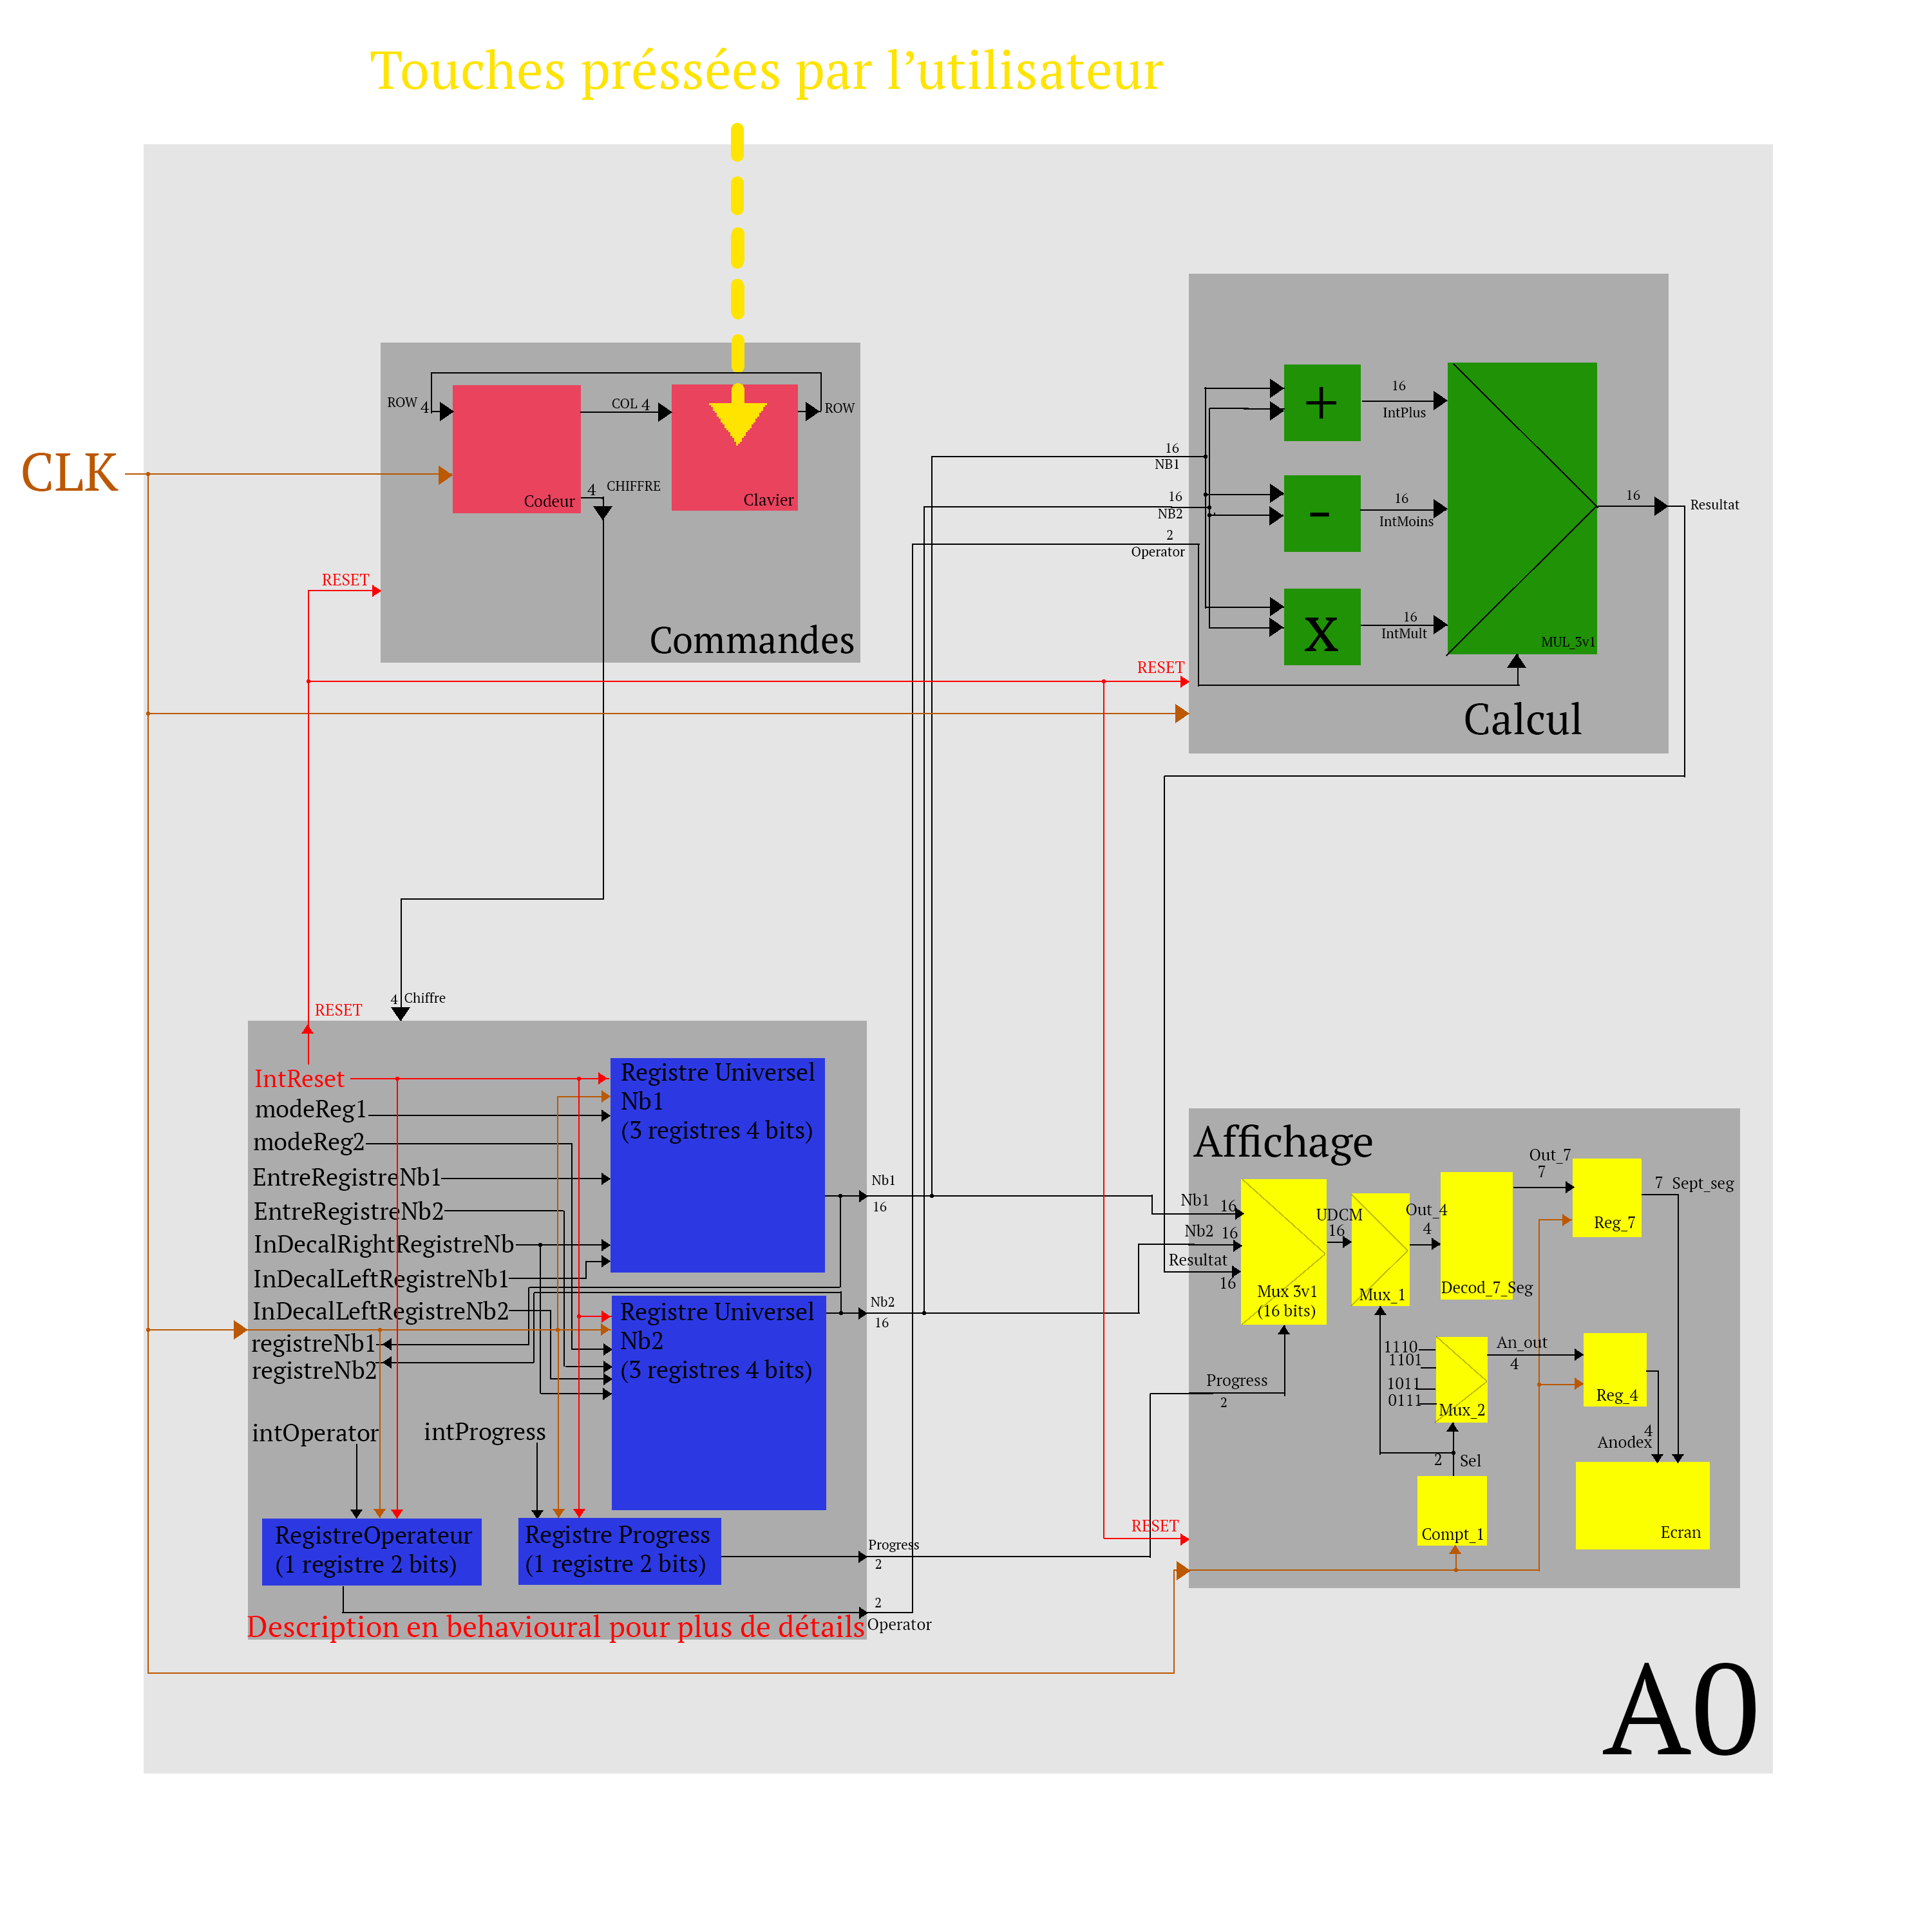 Touches préssées par l’utilisateur
CLK
ROW 4
COL 4
ROW
4 CHIFFRE
Codeur
Clavier
RESET
Commandes
16
NB1
16
NB2
2
Operator
RESET
+
16
IntPlus
-
16
IntMoins
x
16
IntMult
MUL_3v1
16
Resultat
Calcul
4 Chiffre
RESET
IntReset
modeReg1
modeReg2
EntreRegistreNb1
EntreRegistreNb2
InDecalRightRegistreNb
InDecalLeftRegistreNb1
InDecalLeftRegistreNb2
registreNb1
registreNb2
intOperator
intProgress
Registre Universel
Nb1
(3 registres 4 bits)
Registre Universel
Nb2
(3 registres 4 bits)
RegistreOperateur
(1 registre 2 bits)
Registre Progress
(1 registre 2 bits)
Description en behavioural pour plus de détails
Nb1
16
Nb2
16
Progress
2
2
Operator
Affichage
Nb1 16
Nb2 16
Resultat
16
Mux 3v1
(16 bits)
UDCM
16
Mux_1
Out_4
4
Decod_7_Seg
Out_7
7
Reg_7
7 Sept_seg
Progress
2
1110
1101
1011
0111
Mux_2
An_out
4
Reg_4
4
Anodex
2 Sel
Compt_1
Ecran
RESET
A0